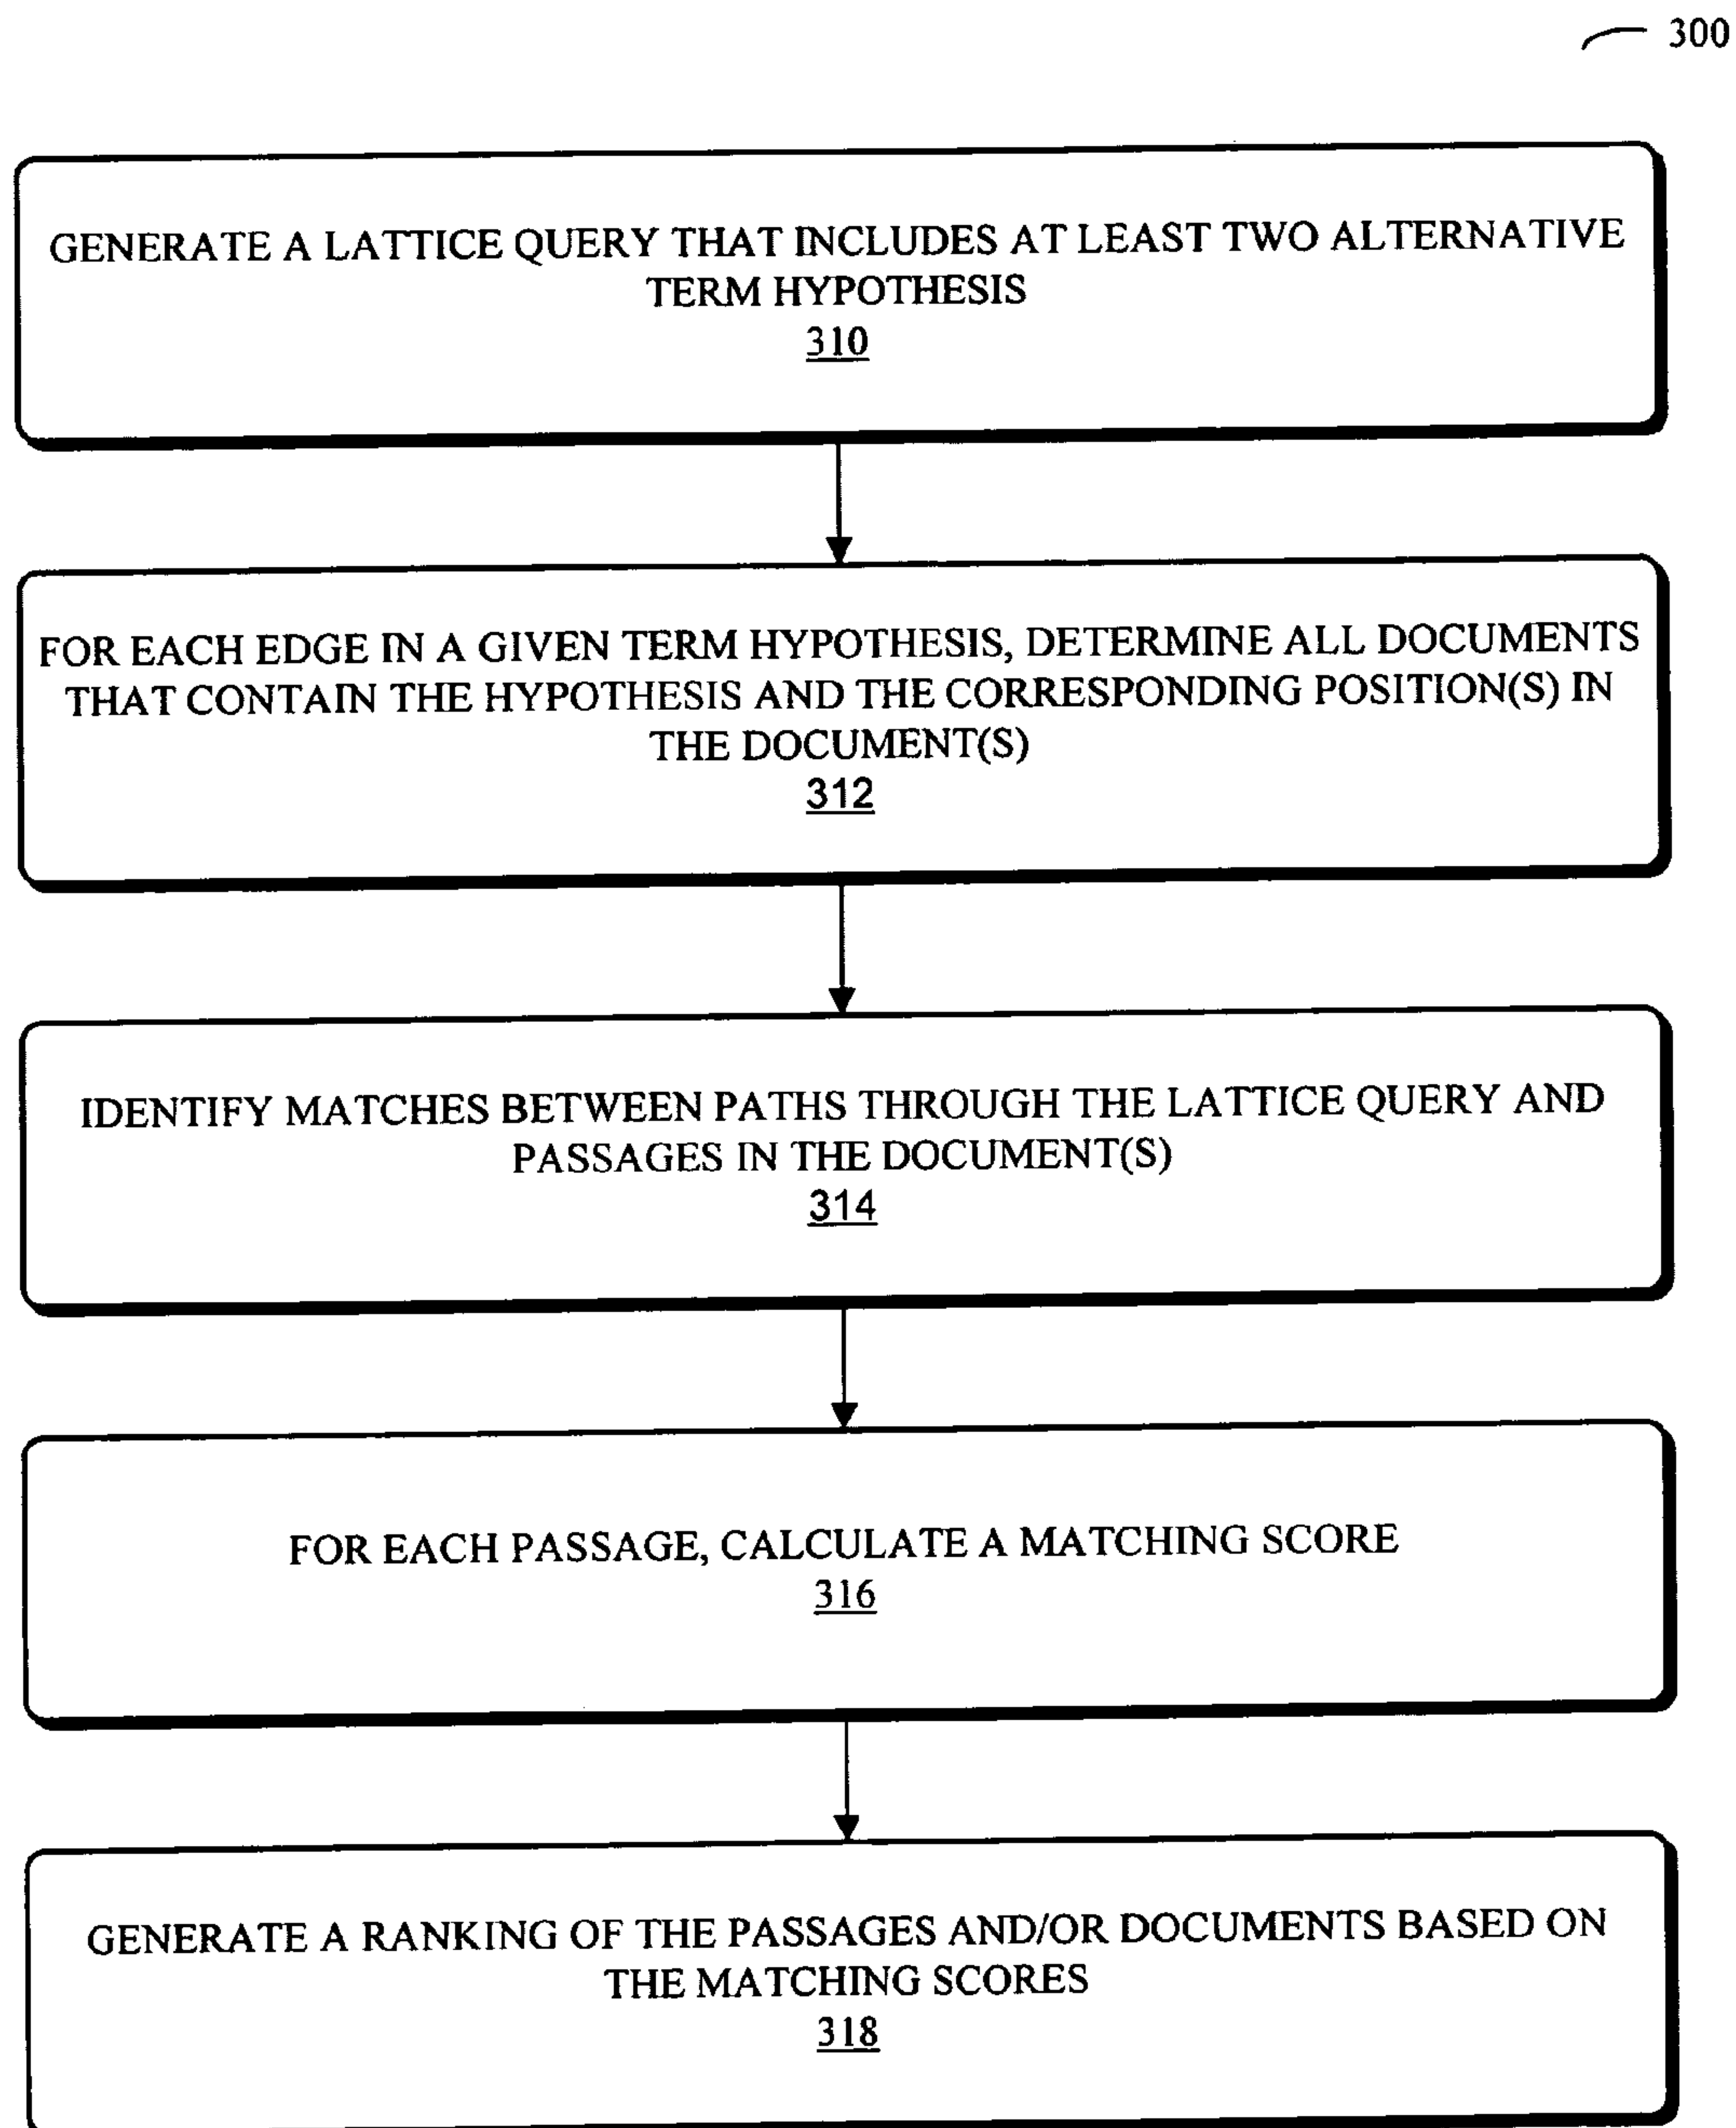 300
GENERATE A LATTICE QUERY THAT INCLUDES AT LEAST TWO ALTERNATIVE
TERM HYPOTHESIS
310
FOR EACH EDGE IN A GIVEN TERM HYPOTHESIS, DETERMINE ALL DOCUMENTS
THAT CONTAIN THE HYPOTHESIS AND THE CORRESPONDING POSITION(S) IN
THE DOCUMENT(S)
312
IDENTIFY MATCHES BETWEEN PATHS THROUGH THE LATTICE QUERY AND
PASSAGES IN THE DOCUMENT(S)
314
FOR EACH PASSAGE, CALCULATE A MATCHING SCORE
316
GENERATE A RANKING OF THE PASSAGES AND/OR DOCUMENTS BASED ON
THE MATCHING SCORES
318